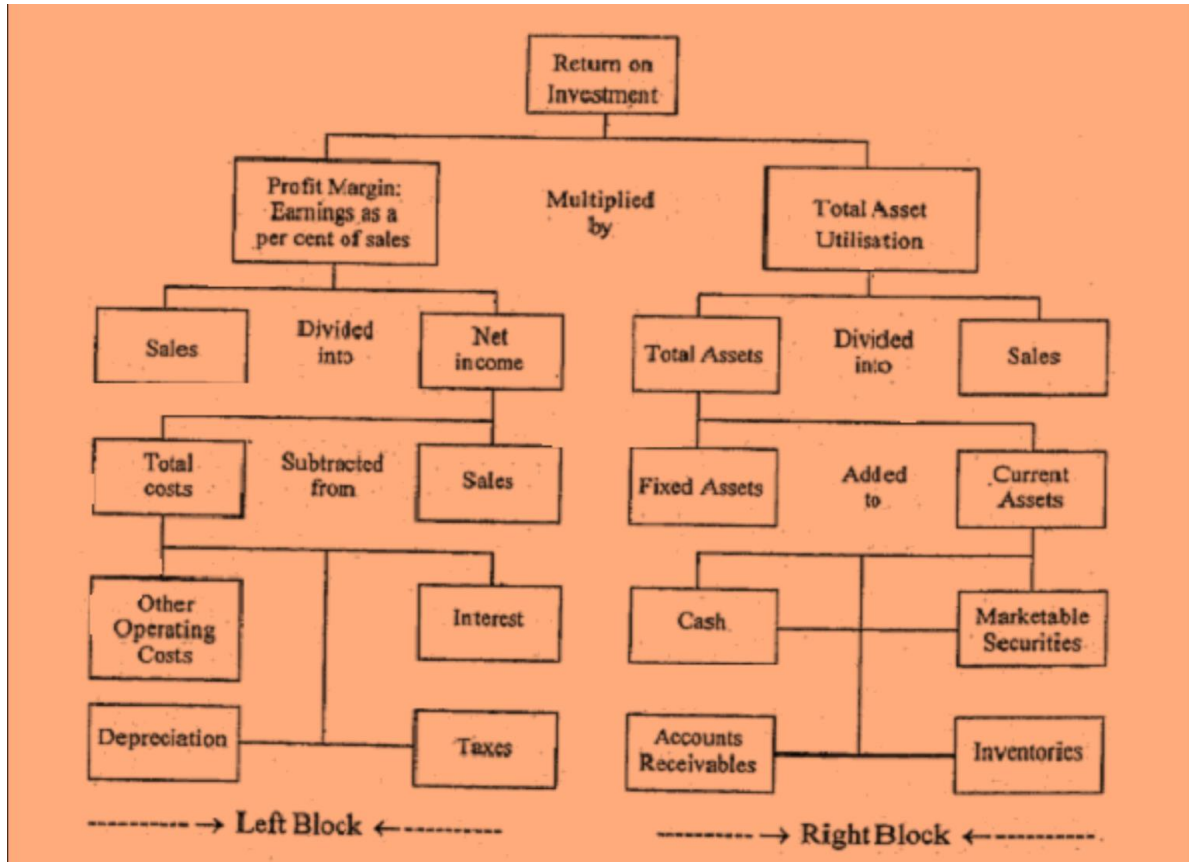 Return on
Investment
Profit Margin:
Earnings as a
per cent of sales
Multiplied
by
Total Asset
Utilisation
Sales
Divided
into
Net
income
Total Assets
Divided
into
Sales
Total
costs
Subtracted
from
Sales
Fixed Assets
Added
to
Current
Assets
Other
Operating
Costs
Interest
Cash
Marketable
Securities
Depreciation
Taxes
Accounts
Receivables
Inventories
-------→ Left Block ←-------
-------→ Right Block ←-------